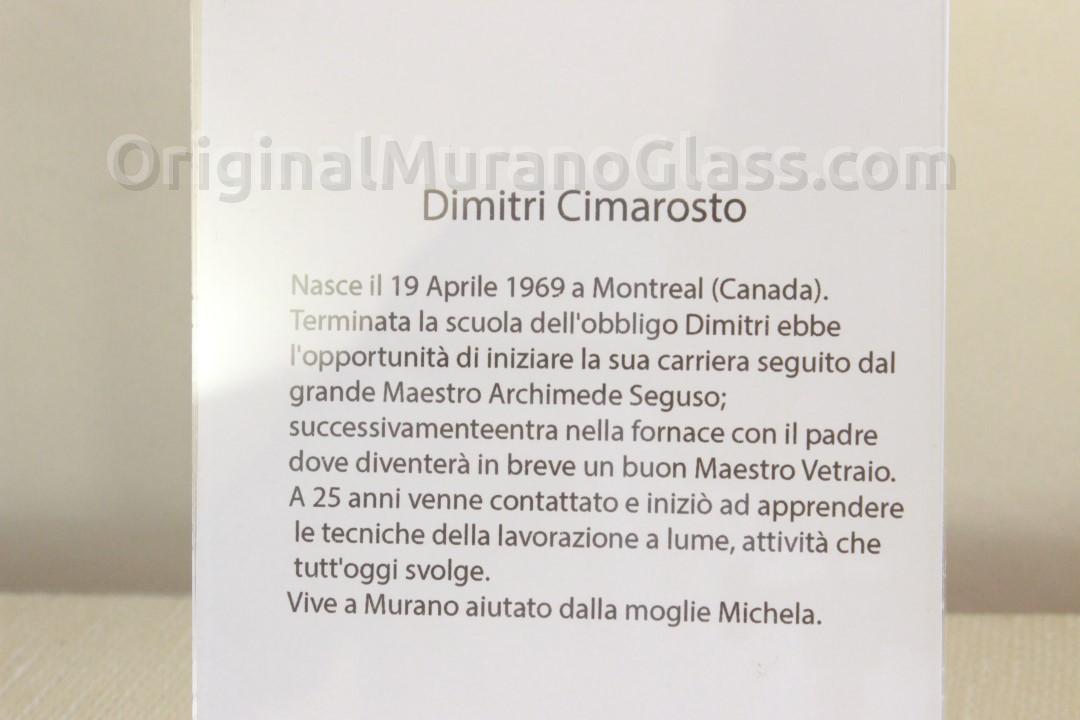 OriginalMuranoGlass.com
Dimitri Cimarosto
Nasce il 19 Aprile 1969 a Montreal (Canada).
Terminata la scuola dell'obbligo Dimitri ebbe
l'opportunità di iniziare la sua carriera seguito dal
grande Maestro Archimede Seguso;
successivamenteentra nella fornace con il padre
dove diventerà in breve un buon Maestro Vetraio.
A 25 anni venne contattato e iniziò ad apprendere
le tecniche della lavorazione a lume, attività che
tutt'oggi svolge.
Vive a Murano aiutato dalla moglie Michela.